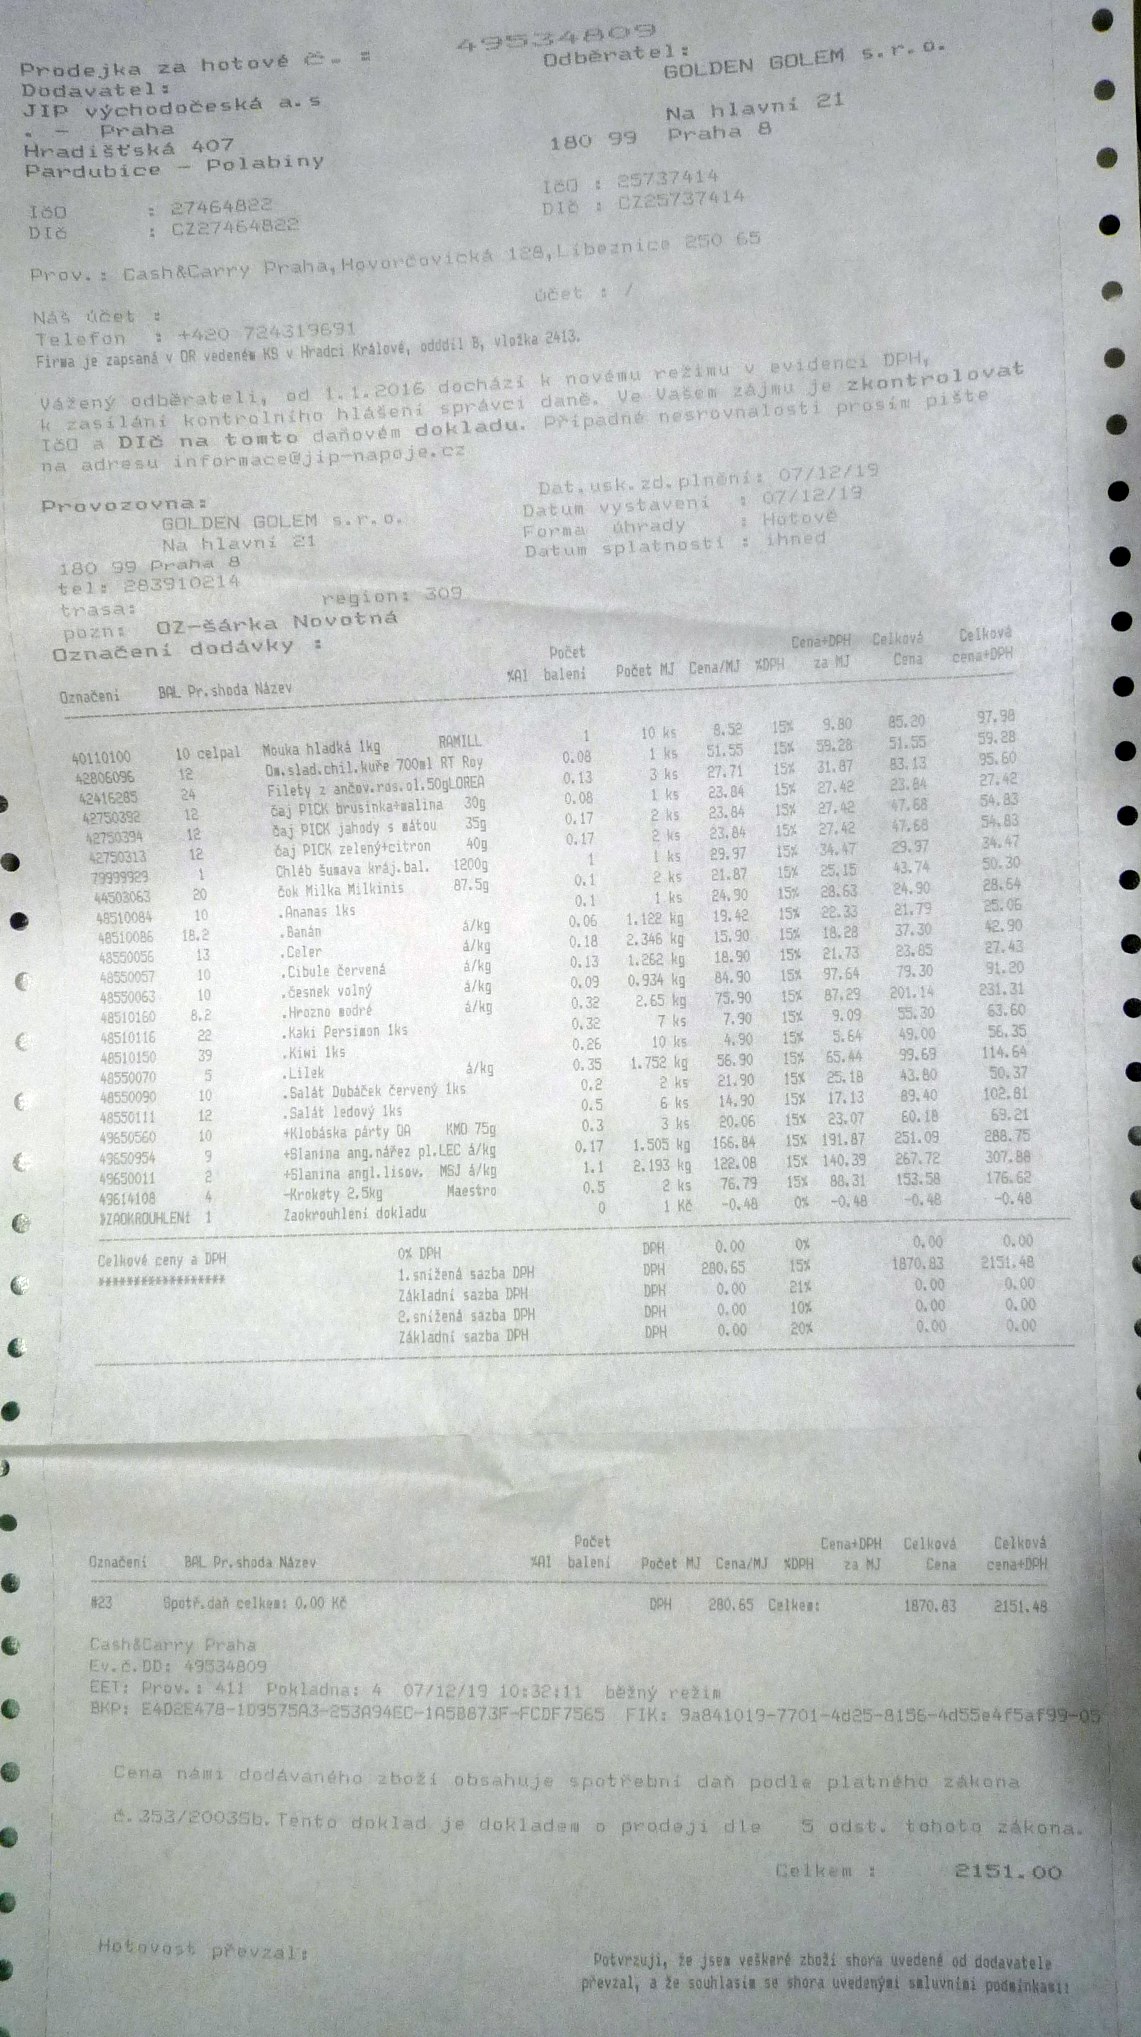 Prodejka za hotové č. : 49534809
Dodavatel: Odběratel:
JIP východočeská a.s GOLDEN GOLEM s.r.o.
. - Praha
Hradišťská 407 Na hlavní 21
Pardubice - Polabiny 180 99 Praha 8
IčO : 27464822 IčO : 25737414
DIč : CZ27464822 DIč : CZ25737414
Prov.: Cash&Carry Praha,Hovorčovická 128,Líbeznice 250 65
Náš účet : účet : /
Telefon : +420 724319691
Firma je zapsaná v OR vedeném KS v Hradci Králové, odddíl B, vložka 2413.
Vážený odběrateli, od 1.1.2016 dochází k novému režimu v evidenci DPH,
k zasílání kontrolního hlášení správci daně. Ve Vašem zájmu je zkontrolovat
IčO a DIč na tomto daňovém dokladu. Případné nesrovnalosti prosím pište
na adresu informace@jip-napoje.cz
Provozovna: Dat.usk.zd.plnění: 07/12/19
GOLDEN GOLEM s.r.o. Datum vystavení : 07/12/19
Na hlavní 21 Forma úhrady : Hotově
180 99 Praha 8 Datum splatnosti : ihned
tel: 283910214
trasa: region: 309
pozn: OZ-šárka Novotná
Označení dodávky :
Počet Cena+DPH Celková Celková
Označení BAL Pr.shoda Název %Al balení Počet MJ Cena/MJ %DPH za MJ Cena cena+DPH
40110100 10 celpal Mouka hladká 1kg RAMILL 1 10 ks 8.52 15% 9.80 85.20 97.98
42806096 12 Om.slad.chil.kuře 700ml RT Roy 0.08 1 ks 51.55 15% 59.28 51.55 59.28
42416285 24 Filety z ančov.ros.ol.50gLOREA 0.13 3 ks 27.71 15% 31.87 83.13 95.60
42750392 12 čaj PICK brusinka+malina 30g 0.08 1 ks 23.84 15% 27.42 23.84 27.42
42750394 12 čaj PICK jahody s mátou 35g 0.17 2 ks 23.84 15% 27.42 47.68 54.83
42750313 12 čaj PICK zelený+citron 40g 0.17 2 ks 23.84 15% 27.42 47.68 54.83
79999929 1 Chléb šumava kráj.bal. 1200g 1 1 ks 29.97 15% 34.47 29.97 34.47
44503063 20 čok Milka Milkinis 87.5g 0.1 2 ks 21.87 15% 25.15 43.74 50.30
48510084 10 .Ananas 1ks 0.1 1 ks 24.90 15% 28.63 24.90 28.64
48510086 18.2 .Banán á/kg 0.06 1.122 kg 19.42 15% 22.33 21.79 25.06
48550056 13 .Celer á/kg 0.18 2.346 kg 15.90 15% 18.28 37.30 42.90
48550057 10 .Cibule červená á/kg 0.13 1.262 kg 18.90 15% 21.73 23.85 27.43
48550063 10 .česnek volný á/kg 0.09 0.934 kg 84.90 15% 97.64 79.30 91.20
48510160 8.2 .Hrozno modré á/kg 0.32 2.65 kg 75.90 15% 87.29 201.14 231.31
48510116 22 .Kaki Persimon 1ks 0.32 7 ks 7.90 15% 9.09 55.30 63.60
48510150 39 .Kiwi 1ks 0.26 10 ks 4.90 15% 5.64 49.00 56.35
48550070 5 .Lilek á/kg 0.35 1.752 kg 56.90 15% 65.44 99.69 114.64
48550090 10 .Salát Dubáček červený 1ks 0.2 2 ks 21.90 15% 25.18 43.80 50.37
48550111 12 .Salát ledový 1ks 0.5 6 ks 14.90 15% 17.13 89.40 102.81
49650560 10 +Klobáska párty OA KMO 75g 0.3 3 ks 20.06 15% 23.07 60.18 69.21
49650954 9 +Slanina ang.nářez pl.LEC á/kg 0.17 1.505 kg 166.84 15% 191.87 251.09 288.75
49650011 2 +Slanina angl.lisov. MSJ á/kg 1.1 2.193 kg 122.08 15% 140.39 267.72 307.88
49614108 4 -Krokety 2.5kg Maestro 0.5 2 ks 76.79 15% 88.31 153.58 176.62
»ZAOKROUHLENí 1 Zaokrouhlení dokladu 0 1 Kč -0.48 0% -0.48 -0.48 -0.48
Celkové ceny a DPH 0% DPH DPH 0.00 0% 0.00 0.00
****************** 1.snížená sazba DPH DPH 280.65 15% 1870.83 2151.48
Základní sazba DPH DPH 0.00 21% 0.00 0.00
2.snížená sazba DPH DPH 0.00 10% 0.00 0.00
Základní sazba DPH DPH 0.00 20% 0.00 0.00
Počet Cena+DPH Celková Celková
Označení BAL Pr.shoda Název %Al balení Počet MJ Cena/MJ %DPH za MJ Cena cena+DPH
#23 Spotř.daň celkem: 0.00 Kč DPH 280.65 Celkem: 1870.83 2151.48
Cash&Carry Praha
Ev.č.DD: 49534809
EET: Prov.: 411 Pokladna: 4 07/12/19 10:32:11 běžný režim
BKP: E4D2E478-1D9575A3-253A94EC-1A5B873F-FCDF7565 FIK: 9a841019-7701-4d25-8156-4d55e4f5af99-05
Cena námi dodávaného zboží obsahuje spotřební daň podle platného zákona
č.353/2003Sb.Tento doklad je dokladem o prodeji dle 5 odst. tohoto zákona.
Celkem : 2151.00
Hotovost převzal: Potvrzuji, že jsem veškeré zboží shora uvedené od dodavatele
převzal, a že souhlasím se shora uvedenými smluvními podmínkami!